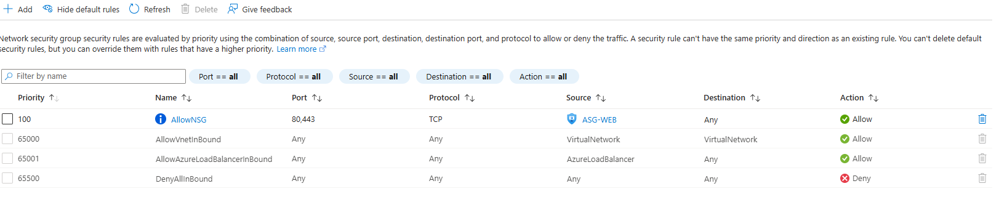 Add Hide default rules Refresh Delete Give feedback
Network security group security rules are evaluated by priority using the combination of source, source port, destination, destination port, and protocol to allow or deny the traffic. A security rule can't have the same priority and direction as an existing rule. You can't delete default
security rules, but you can override them with rules that have a higher priority. Learn more
Filter by name Port == all Protocol == all Source == all Destination == all Action == all
Priority Name Port Protocol Source Destination Action
100 AllowNSG 80,443 TCP ASG-WEB Any Allow
65000 AllowVnetInBound Any Any VirtualNetwork VirtualNetwork Allow
65001 AllowAzureLoadBalancerInBound Any Any AzureLoadBalancer Any Allow
65500 DenyAllInBound Any Any Any Any Deny